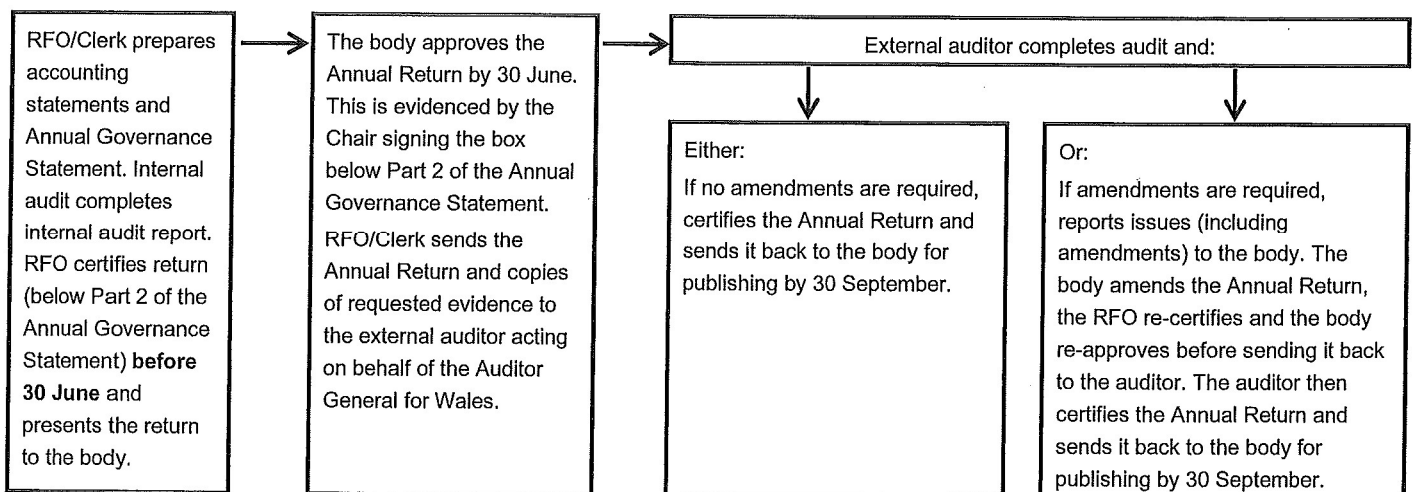 RFO/Clerk prepares
accounting
statements and
Annual Governance
Statement. Internal
audit completes
internal audit report.
RFO certifies return
(below Part 2 of the
Annual Governance
Statement) before
30 June and
presents the return
to the body.
The body approves the
Annual Return by 30 June.
This is evidenced by the
Chair signing the box
below Part 2 of the Annual
Governance Statement.
RFO/Clerk sends the
Annual Return and copies
of requested evidence to
the external auditor acting
on behalf of the Auditor
General for Wales.
External auditor completes audit and:
Either:
If no amendments are required,
certifies the Annual Return and
sends it back to the body for
publishing by 30 September.
Or:
If amendments are required,
reports issues (including
amendments) to the body. The
body amends the Annual Return,
the RFO re-certifies and the body
re-approves before sending it back
to the auditor. The auditor then
certifies the Annual Return and
sends it back to the body for
publishing by 30 September.